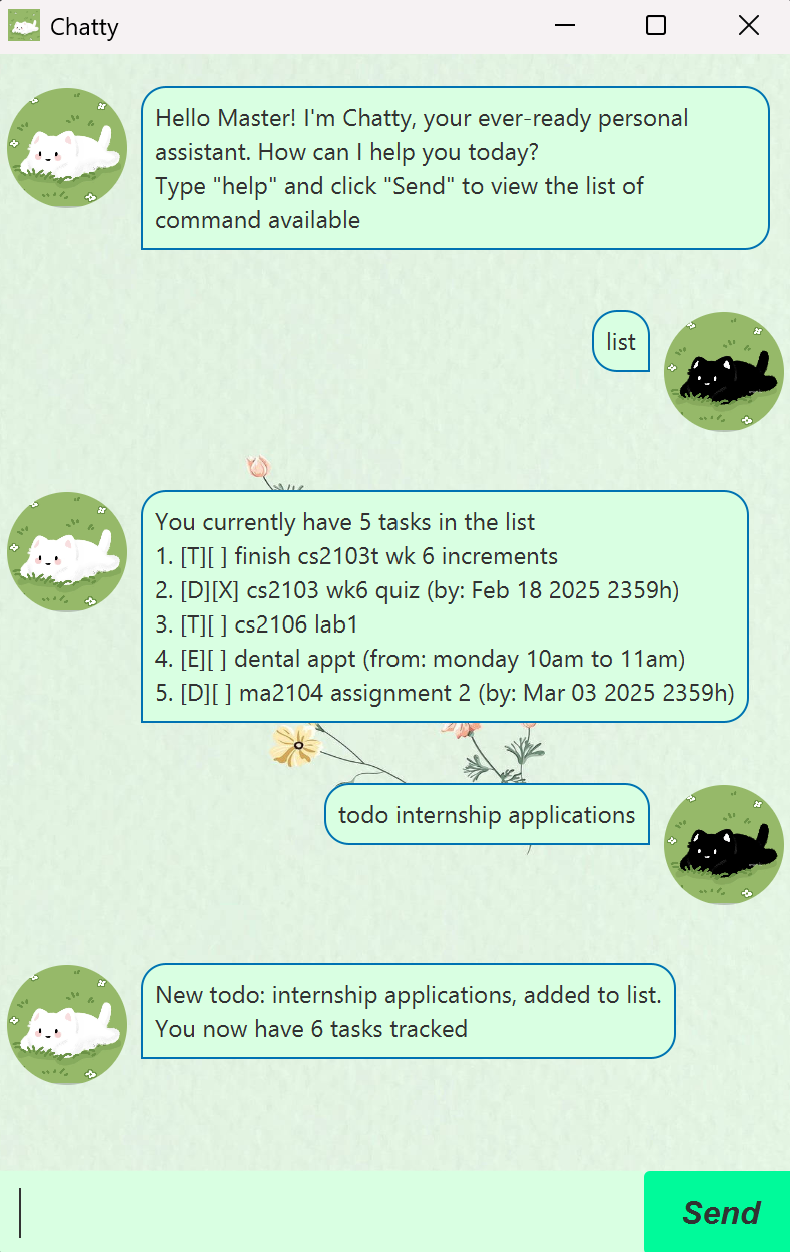 Chatty
Hello Master! I'm Chatty, your ever-ready personal
assistant. How can I help you today?
Type "help" and click "Send" to view the list of
command available
list
You currently have 5 tasks in the list
1. [T][ ] finish cs2103t wk 6 increments
2. [D][X] cs2103 wk6 quiz (by: Feb 18 2025 2359h)
3. [T][ ] cs2106 lab1
4. [E][ ] dental appt (from: monday 10am to 11am)
5. [D][ ] ma2104 assignment 2 (by: Mar 03 2025 2359h)
todo internship applications
New todo: internship applications, added to list.
You now have 6 tasks tracked
Send